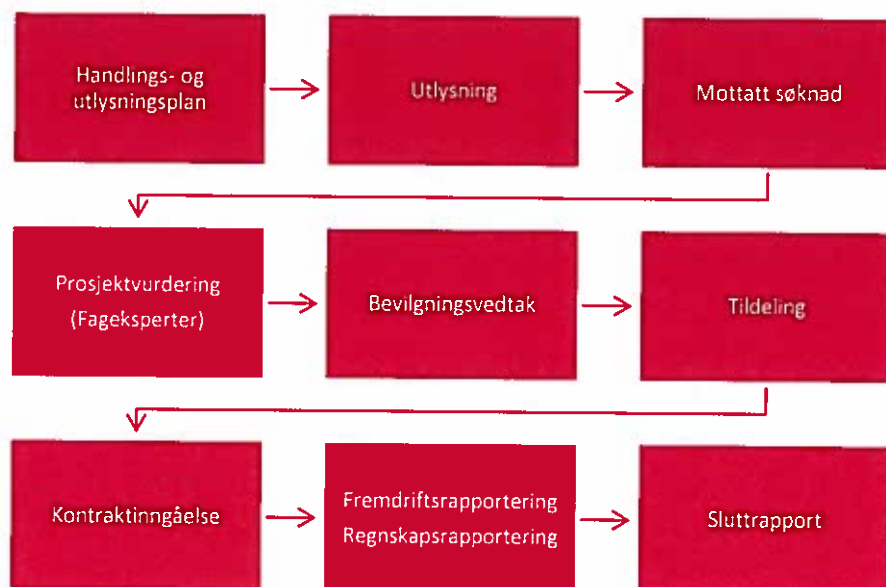 Handlings- og
utlysningsplan
Utlysning
Mottatt søknad
Prosjektvurdering
(Fageksperter)
Bevilgningsvedtak
Tildeling
Kontraktinngåelse
Fremdriftsrapportering
Regnskapsrapportering
Sluttrapport